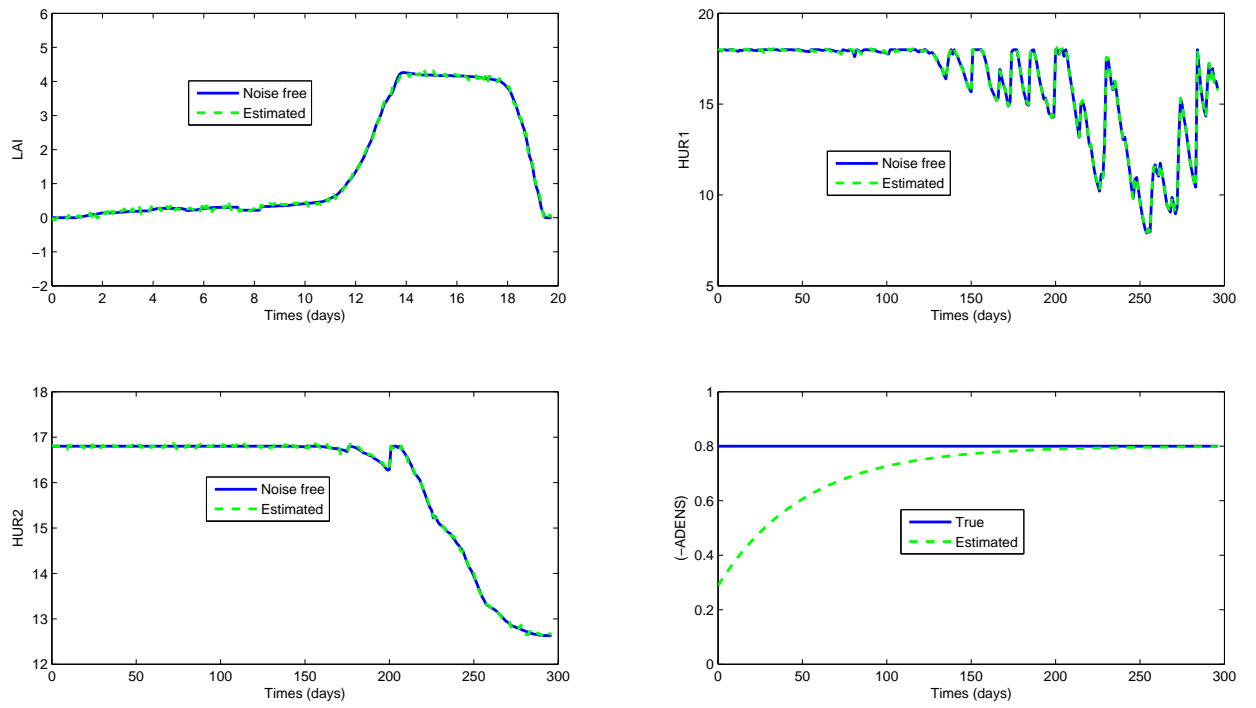 6
5
4
3
2
1
0
−1
−2
LAI
Noise free
Estimated
0 2 4 6 8 10 12 14 16 18 20
Times (days)
20
15
10
5
HUR1
Noise free
Estimated
0 50 100 150 200 250 300
Times (days)
18
17
16
15
14
13
12
HUR2
Noise free
Estimated
0 50 100 150 200 250 300
Times (days)
1
0.8
0.6
0.4
0.2
0
(−ADENS)
True
Estimated
0 50 100 150 200 250 300
Times (days)